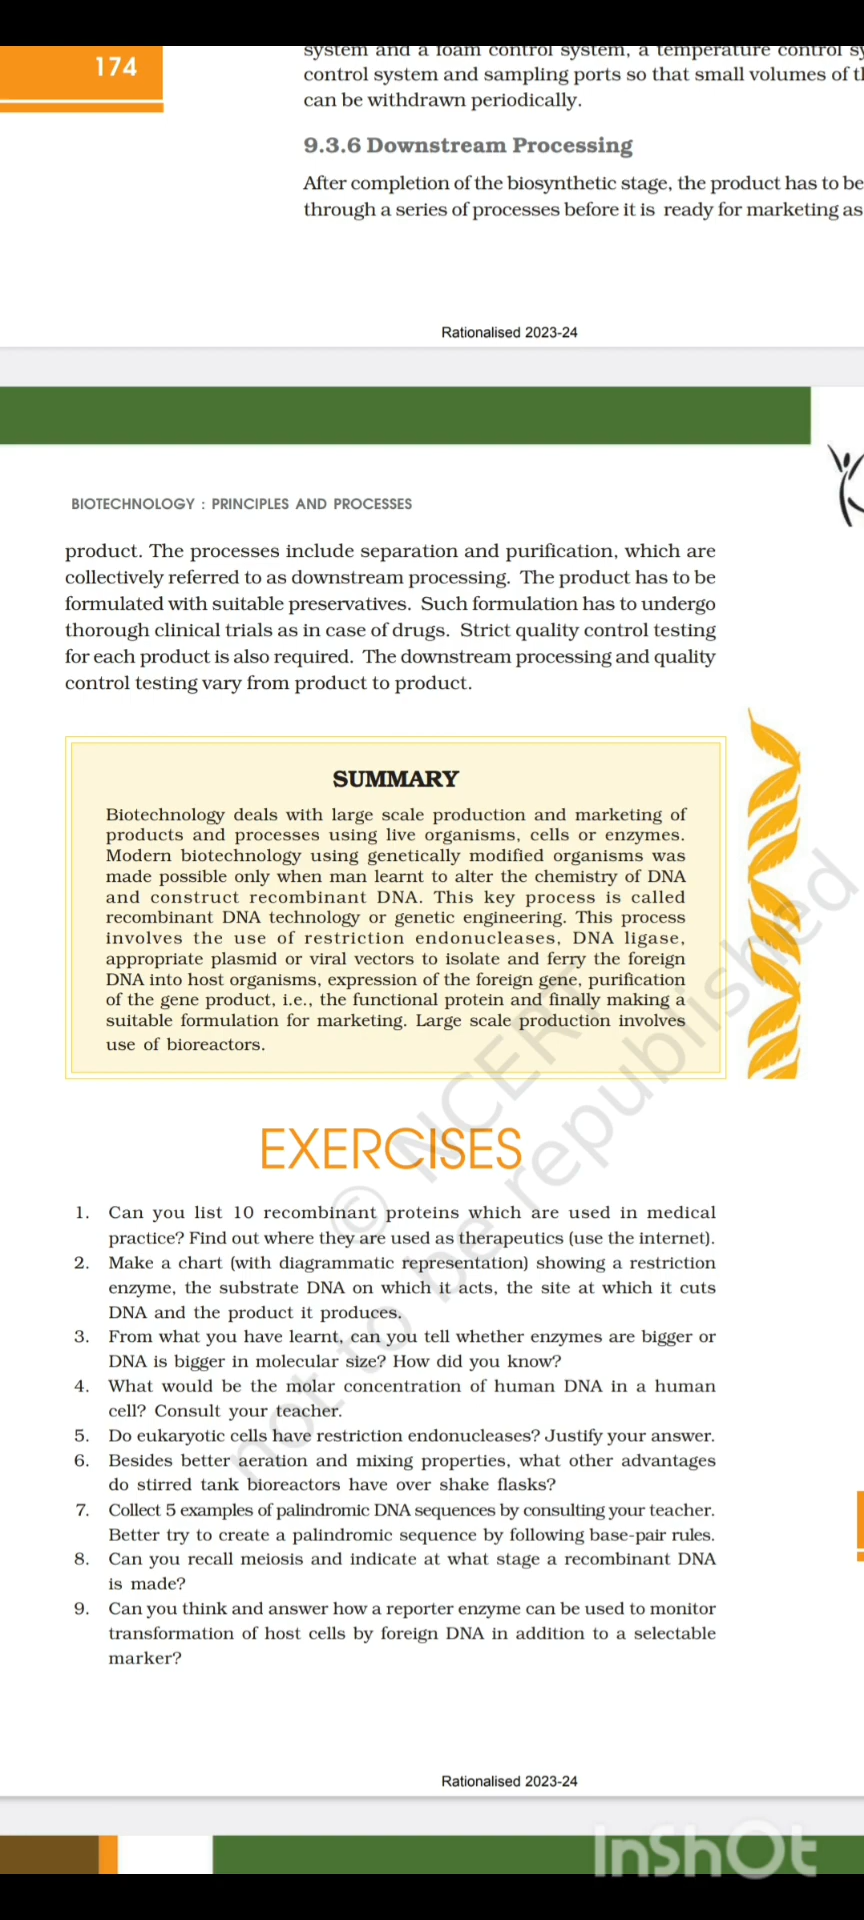 174
system and a foam control system, a temperature control
control system and sampling ports so that small volumes of
can be withdrawn periodically.
9.3.6 Downstream Processing
After completion of the biosynthetic stage, the product has to be
through a series of processes before it is ready for marketing as
Rationalised 2023-24
BIOTECHNOLOGY : PRINCIPLES AND PROCESSES
product. The processes include separation and purification, which are
collectively referred to as downstream processing. The product has to be
formulated with suitable preservatives. Such formulation has to undergo
thorough clinical trials as in case of drugs. Strict quality control testing
for each product is also required. The downstream processing and quality
control testing vary from product to product.
SUMMARY
Biotechnology deals with large scale production and marketing of
products and processes using live organisms, cells or enzymes.
Modern biotechnology using genetically modified organisms was
made possible only when man learnt to alter the chemistry of DNA
and construct recombinant DNA. This key process is called
recombinant DNA technology or genetic engineering. This process
involves the use of restriction endonucleases, DNA ligase,
appropriate plasmid or viral vectors to isolate and ferry the foreign
DNA into host organisms, expression of the foreign gene, purification
of the gene product, i.e., the functional protein and finally making a
suitable formulation for marketing. Large scale production involves
use of bioreactors.
EXERCISES
1. Can you list 10 recombinant proteins which are used in medical
practice? Find out where they are used as therapeutics (use the internet).
2. Make a chart (with diagrammatic representation) showing a restriction
enzyme, the substrate DNA on which it acts, the site at which it cuts
DNA and the product it produces.
3. From what you have learnt, can you tell whether enzymes are bigger or
DNA is bigger in molecular size? How did you know?
4. What would be the molar concentration of human DNA in a human
cell? Consult your teacher.
5. Do eukaryotic cells have restriction endonucleases? Justify your answer.
6. Besides better aeration and mixing properties, what other advantages
do stirred tank bioreactors have over shake flasks?
7. Collect 5 examples of palindromic DNA sequences by consulting your teacher.
Better try to create a palindromic sequence by following base-pair rules.
8. Can you recall meiosis and indicate at what stage a recombinant DNA
is made?
9. Can you think and answer how a reporter enzyme can be used to monitor
transformation of host cells by foreign DNA in addition to a selectable
marker?
© NCERT
not to be republished
Rationalised 2023-24
InShOt